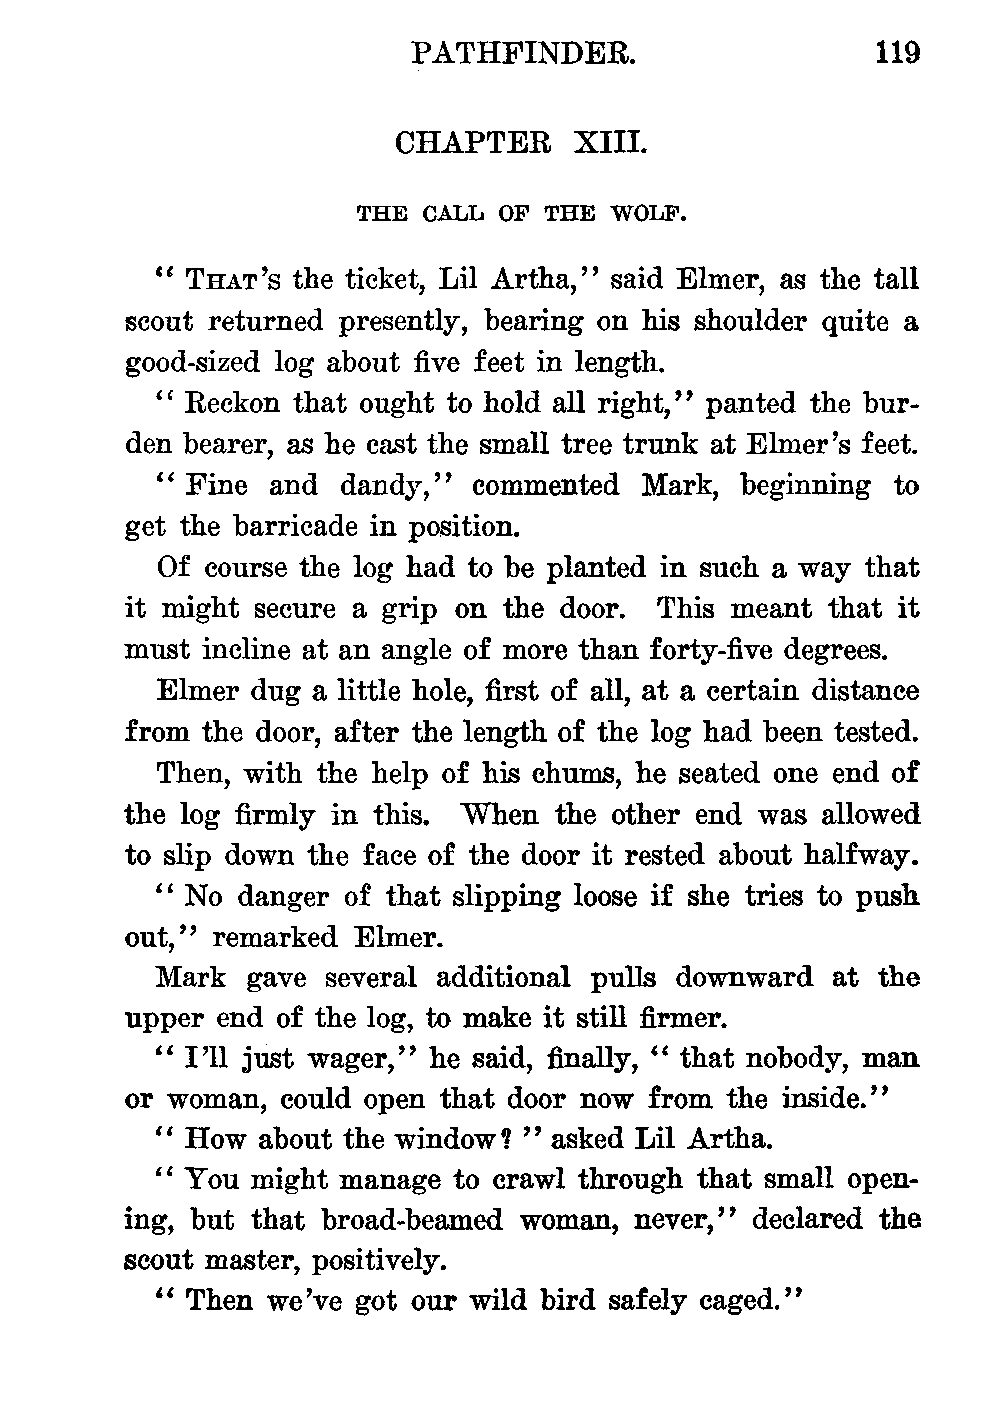 PATHFINDER. 119
CHAPTER XIII.
THE CALL OF THE WOLF.
“ THAT’S the ticket, Lil Artha,” said Elmer, as the tall
scout returned presently, bearing on his shoulder quite a
good-sized log about five feet in length.
“ Reckon that ought to hold all right,” panted the bur-
den bearer, as he cast the small tree trunk at Elmer’s feet.
“ Fine and dandy,” commented Mark, beginning to
get the barricade in position.
Of course the log had to be planted in such a way that
it might secure a grip on the door. This meant that it
must incline at an angle of more than forty-five degrees.
Elmer dug a little hole, first of all, at a certain distance
from the door, after the length of the log had been tested.
Then, with the help of his chums, he seated one end of
the log firmly in this. When the other end was allowed
to slip down the face of the door it rested about halfway.
“ No danger of that slipping loose if she tries to push
out,” remarked Elmer.
Mark gave several additional pulls downward at the
upper end of the log, to make it still firmer.
“ I’ll just wager,” he said, finally, “ that nobody, man
or woman, could open that door now from the inside.”
“ How about the window? ” asked Lil Artha.
“ You might manage to crawl through that small open-
ing, but that broad-beamed woman, never,” declared the
scout master, positively.
“ Then we’ve got our wild bird safely caged.”